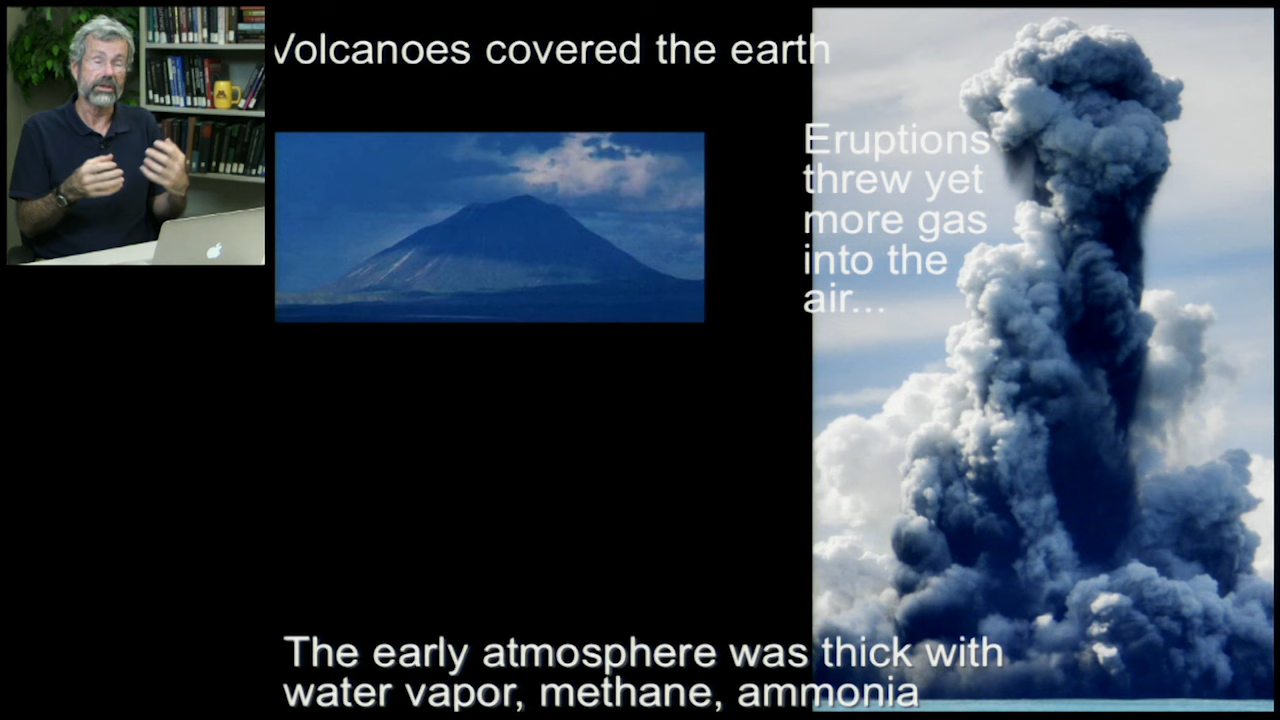 Volcanoes covered the earth
Eruptions
threw yet
more gas
into the
air...
The early atmosphere was thick with
water vapor, methane, ammonia